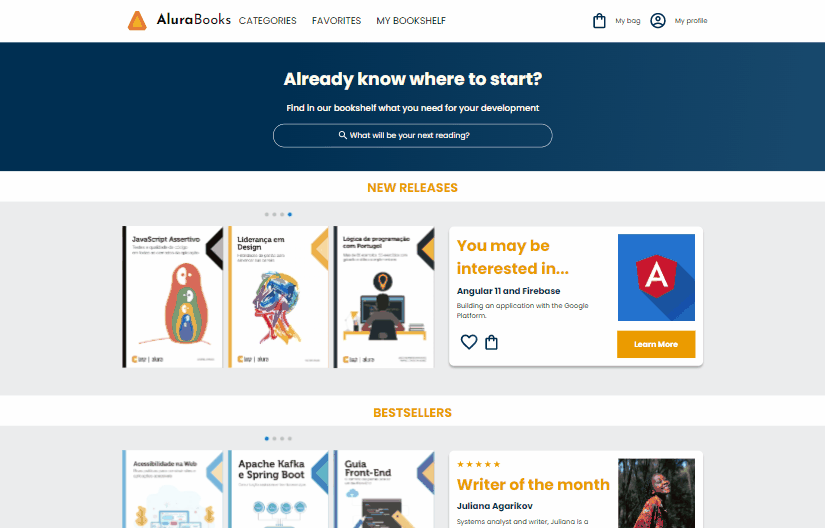 AluraBooks
CATEGORIES
FAVORITES
MY BOOKSHELF
My bag
My profile
Already know where to start?
Find in our bookshelf what you need for your development
What will be your next reading?
NEW RELEASES
JavaScript Assertivo
Liderança em
Design
Lógica de programação
com Portugol
You may be
interested in...
Angular 11 and Firebase
Building an application with the Google
Platform.
Learn More
alura
alura
alura
BESTSELLERS
Acessibilidade na Web
Apache Kafka
e Spring Boot
Guia
Front-End
★★★★★
Writer of the month
Juliana Agarikov
Systems analyst and writer, Juliana is a